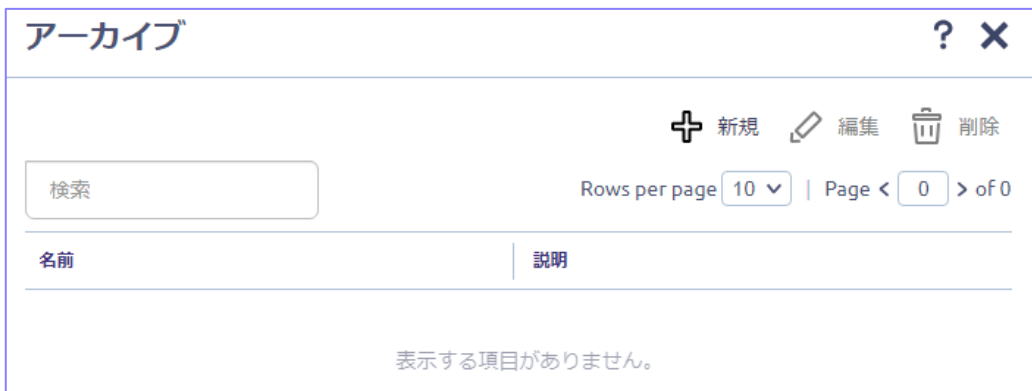 アーカイブ ? ×
新規 編集 削除
検索 Rows per page 10 | Page < 0 > of 0
名前 説明
表示する項目がありません。